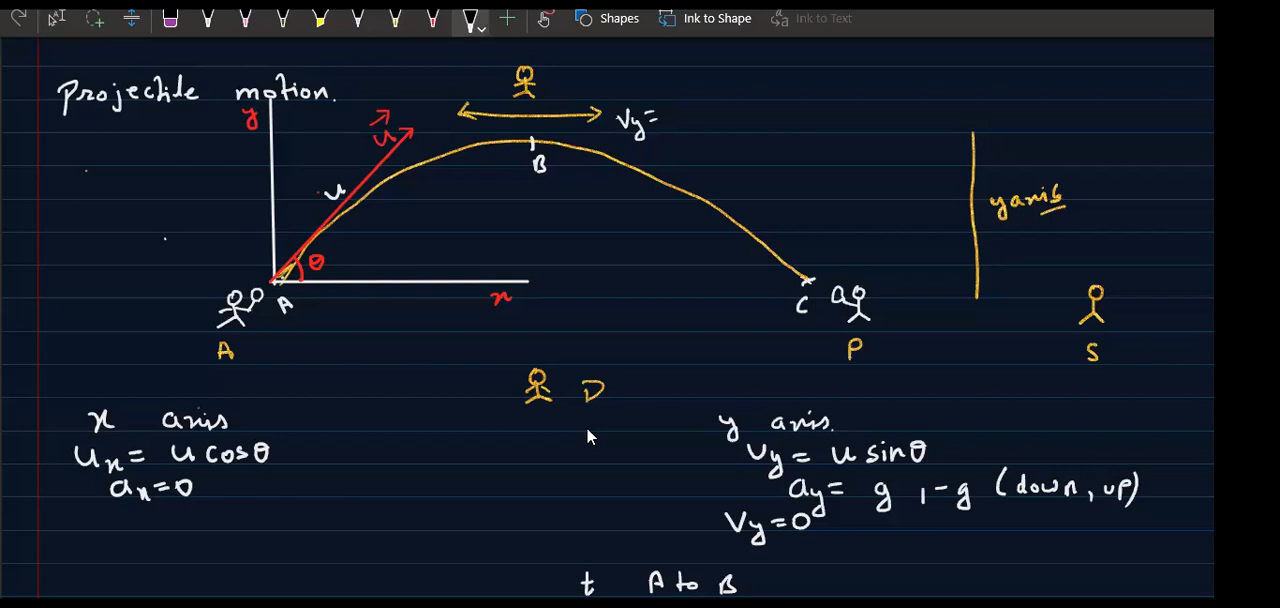 Shapes Ink to Shape Ink to Text
Projectile motion.
y
u
Vy=
u
B
y axis
θ
A
x
C
A
P
S
D
x axis
ux = u cosθ
ax = 0
y axis.
uy = u sinθ
ay = g , -g (down, up)
Vy = 0
t A to B